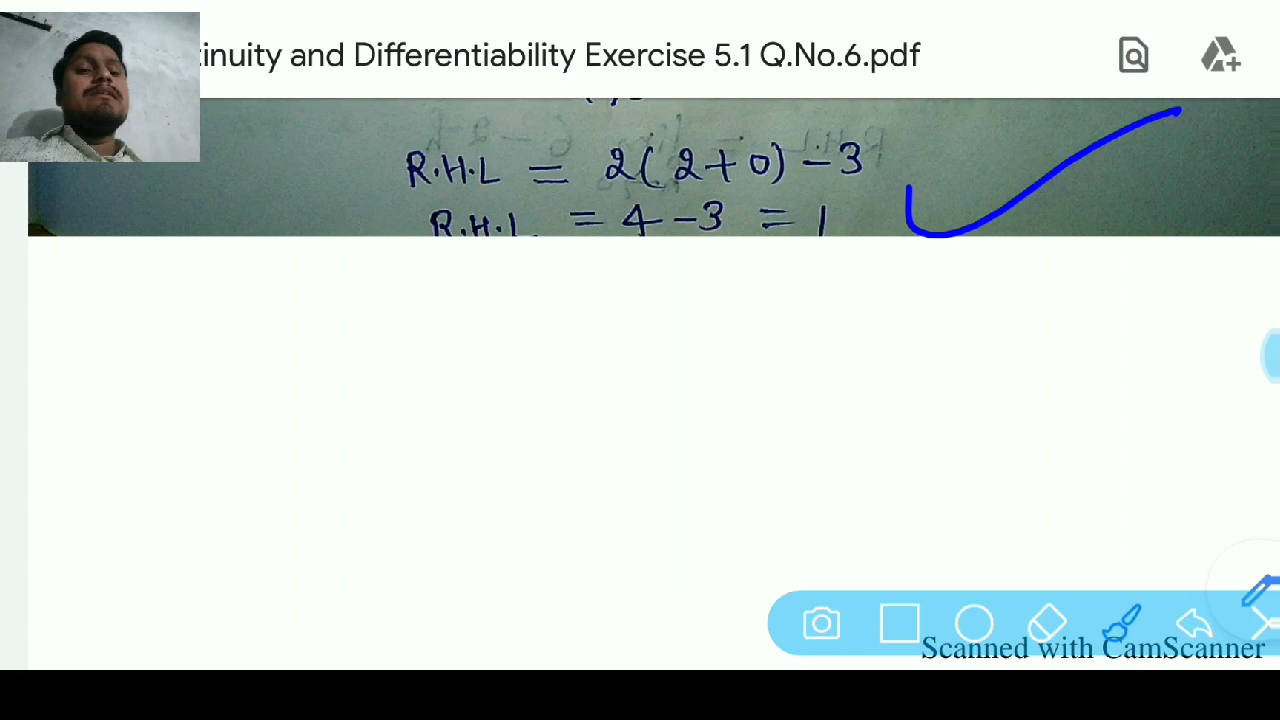 tinuity and Differentiability Exercise 5.1 Q.No.6.pdf
R.H.L = 2(2+0) -3
R.H.L = 4-3 = 1
Scanned with CamScanner